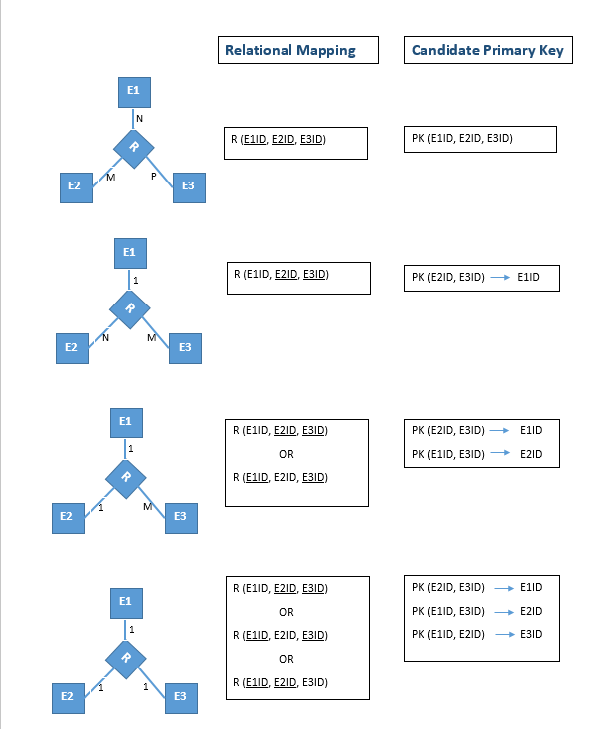 Relational Mapping
Candidate Primary Key
E1
N
R
M
P
E2
E3
R (E1ID, E2ID, E3ID)
PK (E1ID, E2ID, E3ID)
E1
1
R
N
M
E2
E3
R (E1ID, E2ID, E3ID)
PK (E2ID, E3ID) → E1ID
E1
1
R
1
M
E2
E3
R (E1ID, E2ID, E3ID)
OR
R (E1ID, E2ID, E3ID)
PK (E2ID, E3ID) → E1ID
PK (E1ID, E3ID) → E2ID
E1
1
R
1
1
E2
E3
R (E1ID, E2ID, E3ID)
OR
R (E1ID, E2ID, E3ID)
OR
R (E1ID, E2ID, E3ID)
PK (E2ID, E3ID) → E1ID
PK (E1ID, E3ID) → E2ID
PK (E1ID, E2ID) → E3ID